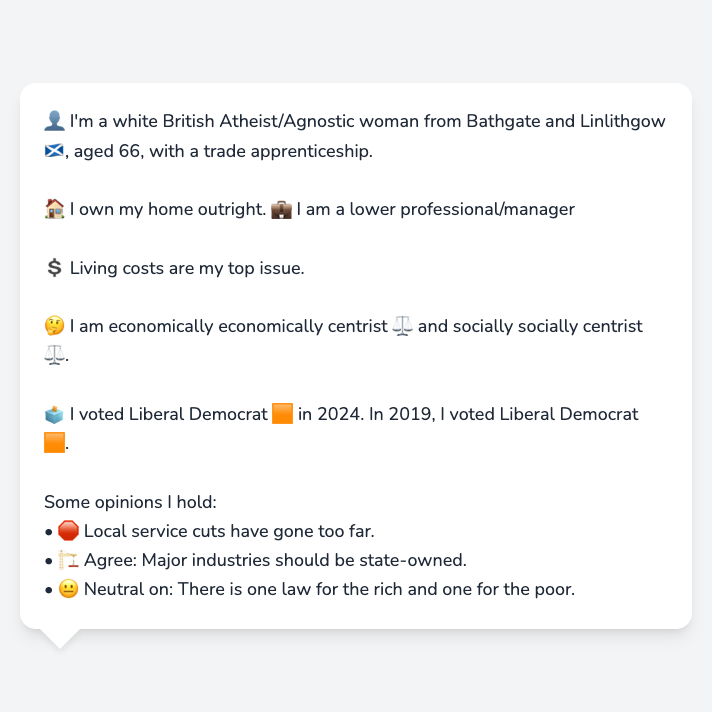 👤 I'm a white British Atheist/Agnostic woman from Bathgate and Linlithgow
🏴󠁧󠁢󠁳󠁣󠁴󠁿, aged 66, with a trade apprenticeship.
🏠 I own my home outright. 💼 I am a lower professional/manager
💲 Living costs are my top issue.
🤔 I am economically economically centrist ⚖️ and socially socially centrist
⚖️.
🗳️ I voted Liberal Democrat 🟧 in 2024. In 2019, I voted Liberal Democrat
🟧.
Some opinions I hold:
• 🛑 Local service cuts have gone too far.
• 🏗️ Agree: Major industries should be state-owned.
• 😐 Neutral on: There is one law for the rich and one for the poor.